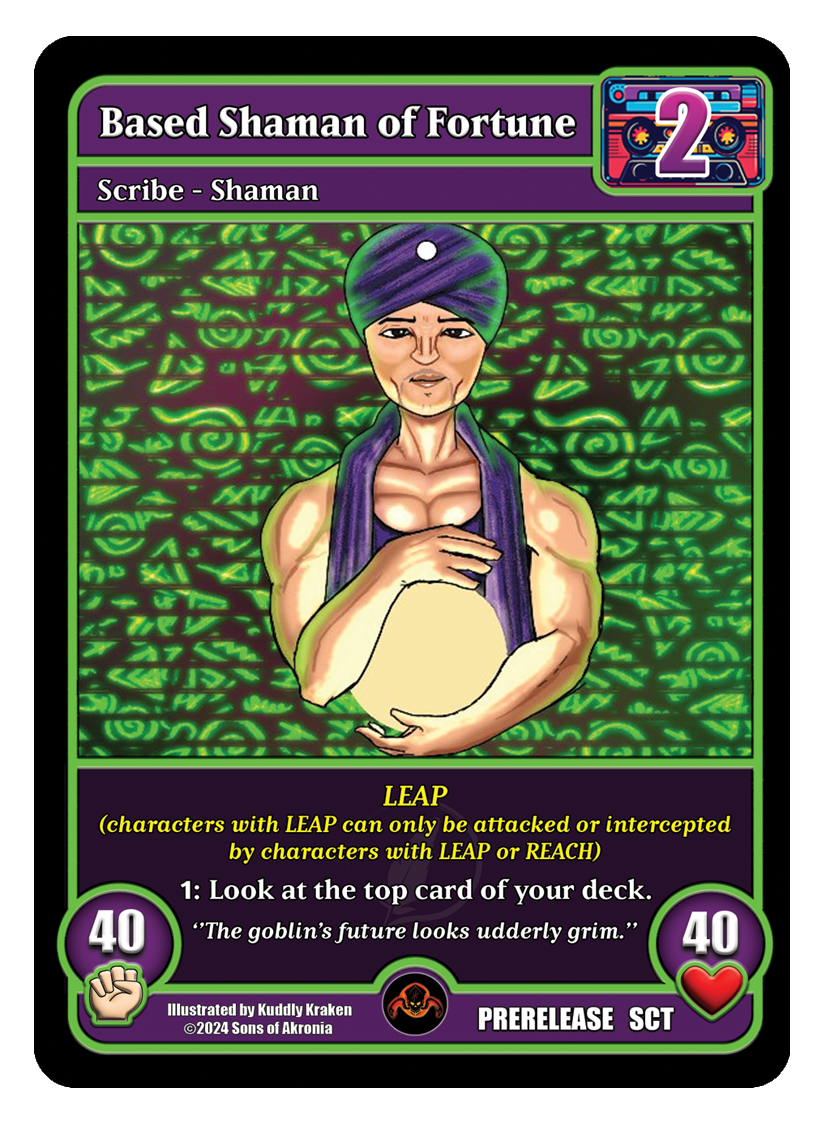 Based Shaman of Fortune
2
Scribe - Shaman
LEAP
(characters with LEAP can only be attacked or intercepted
by characters with LEAP or REACH)
1: Look at the top card of your deck.
‘’The goblin’s future looks udderly grim.’’
40
40
Illustrated by Kuddly Kraken
©2024 Sons of Akronia
PRERELEASE SCT